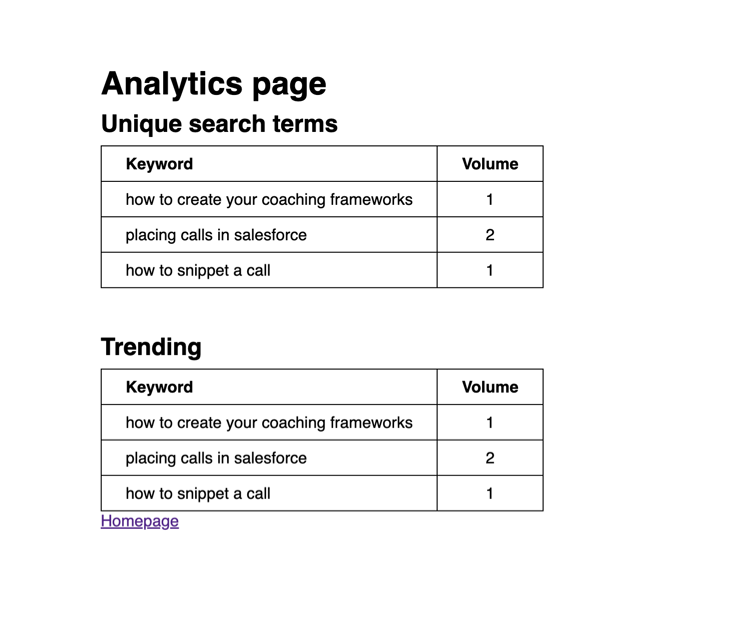 Analytics page
Unique search terms
Keyword Volume
how to create your coaching frameworks 1
placing calls in salesforce 2
how to snippet a call 1
Trending
Keyword Volume
how to create your coaching frameworks 1
placing calls in salesforce 2
how to snippet a call 1
Homepage